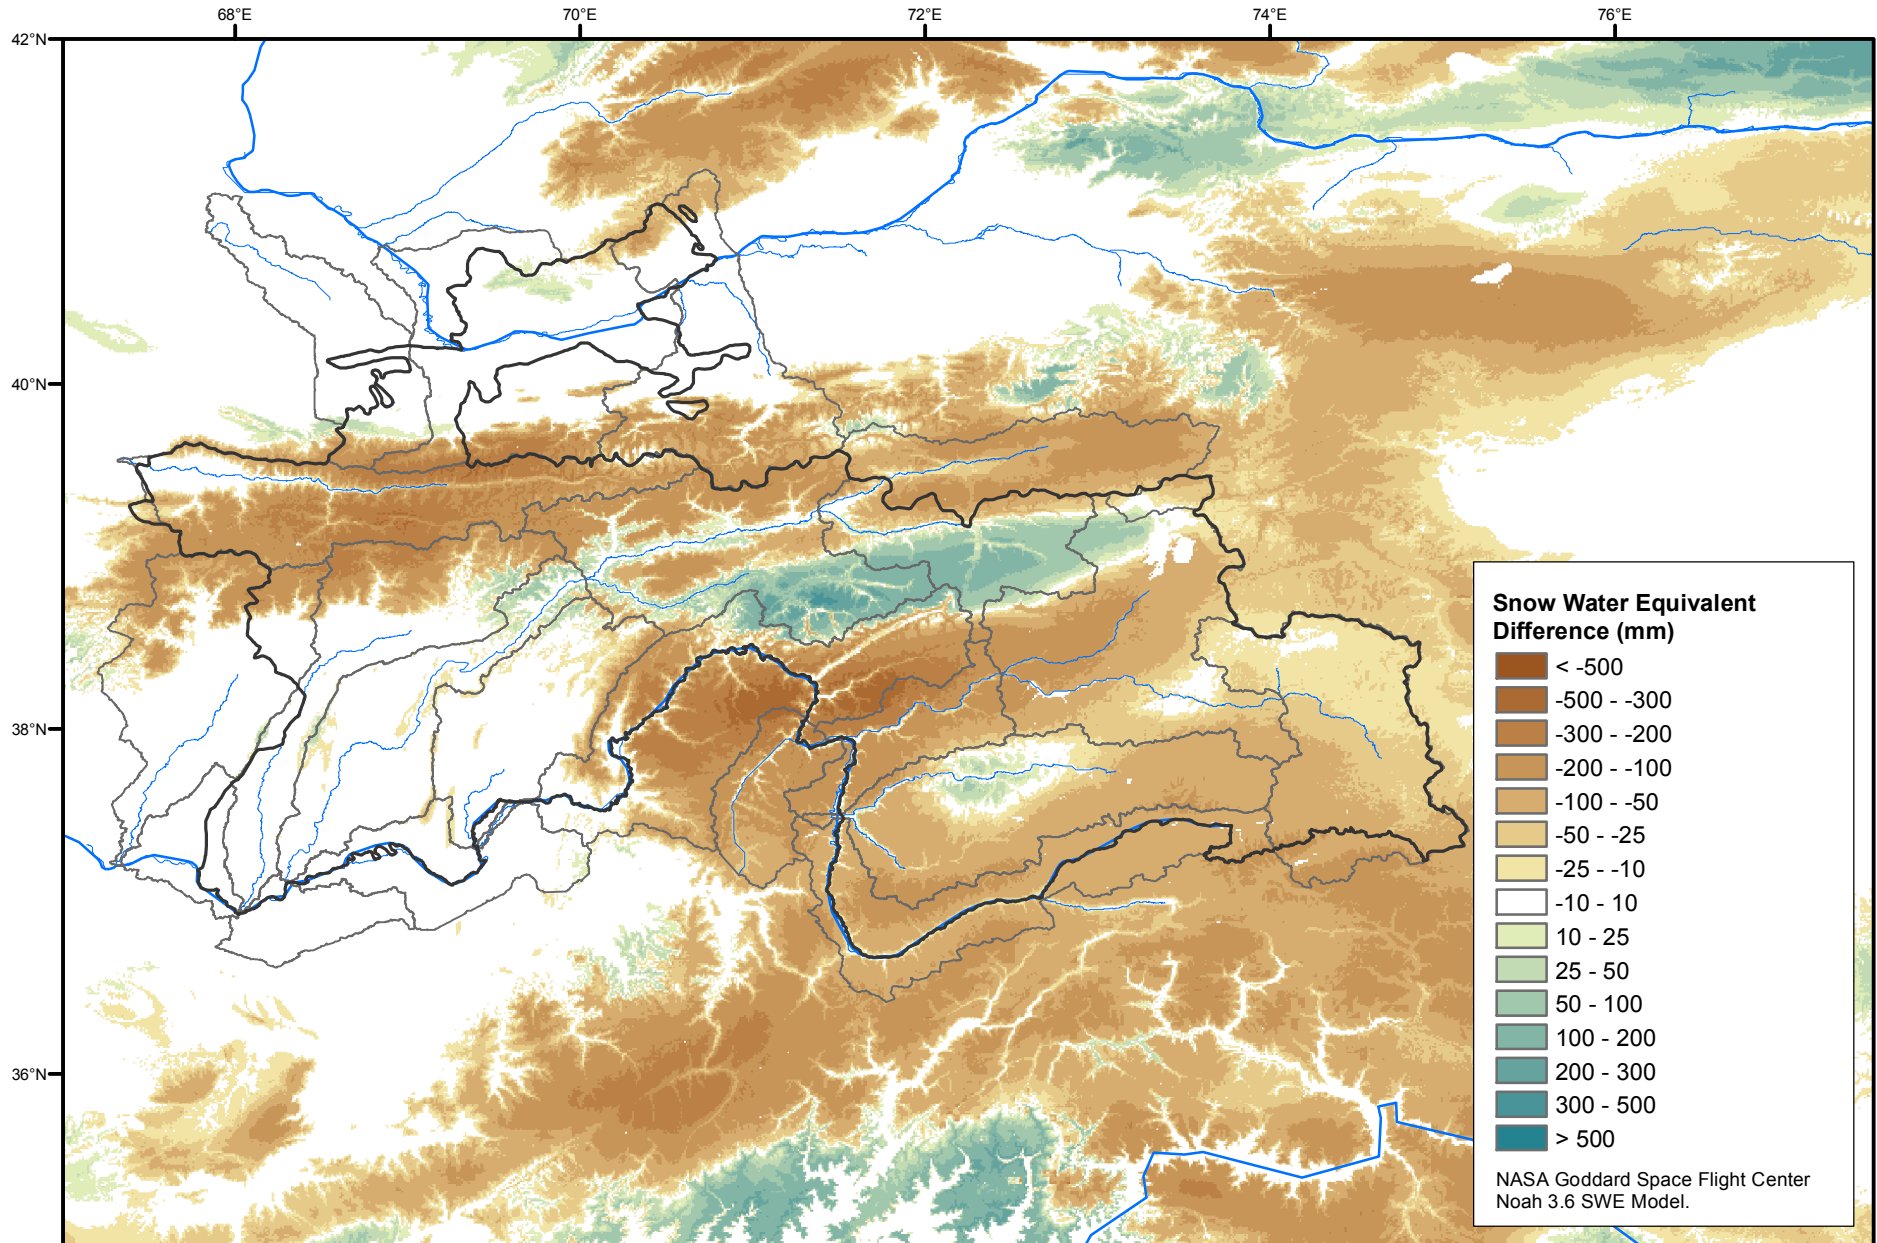 68°E 70°E 72°E 74°E 76°E
42°N
40°N
38°N
36°N
Snow Water Equivalent
Difference (mm)
< -500
-500 - -300
-300 - -200
-200 - -100
-100 - -50
-50 - -25
-25 - -10
-10 - 10
10 - 25
25 - 50
50 - 100
100 - 200
200 - 300
300 - 500
> 500
NASA Goddard Space Flight Center
Noah 3.6 SWE Model.